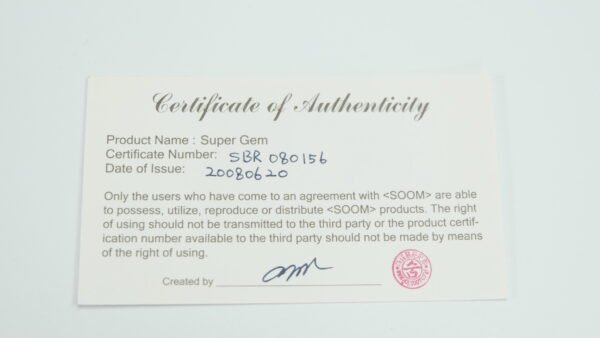 Certificate of Authenticity
Product Name : Super Gem
Certificate Number: SBR 080156
Date of Issue: 20080620
Only the users who have come to an agreement with <SOOM> are able
to possess, utilize, reproduce or distribute <SOOM> products. The right
of using should not be transmitted to the third party or the product certif-
ication number available to the third party should not be made by means
of the right of using.
Created by